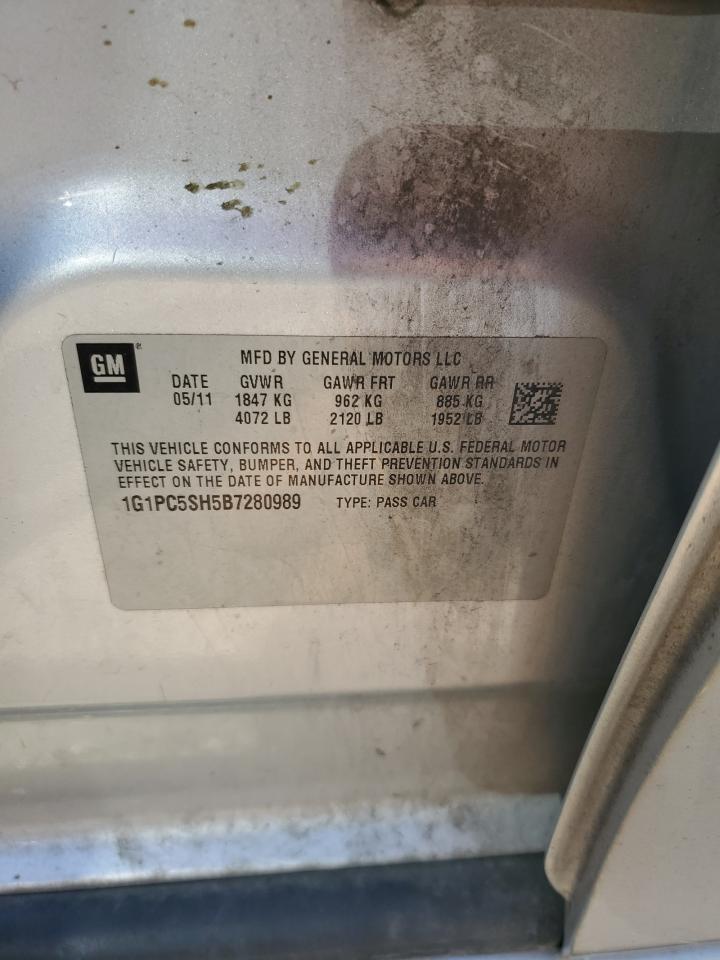 GM
MFD BY GENERAL MOTORS LLC
DATE GVWR GAWR FRT GAWR RR
05/11 1847 KG 962 KG 885 KG
4072 LB 2120 LB 1952 LB
THIS VEHICLE CONFORMS TO ALL APPLICABLE U.S. FEDERAL MOTOR
VEHICLE SAFETY, BUMPER, AND THEFT PREVENTION STANDARDS IN
EFFECT ON THE DATE OF MANUFACTURE SHOWN ABOVE.
1G1PC5SH5B7280989 TYPE: PASS CAR